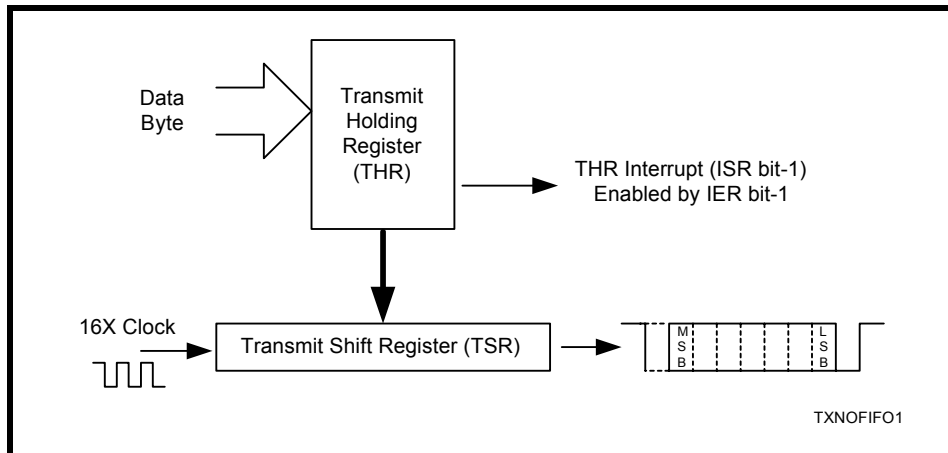 Data
Byte
Transmit
Holding
Register
(THR)
THR Interrupt (ISR bit-1)
Enabled by IER bit-1
16X Clock
Transmit Shift Register (TSR)
M
S
B
L
S
B
TXNOFIFO1